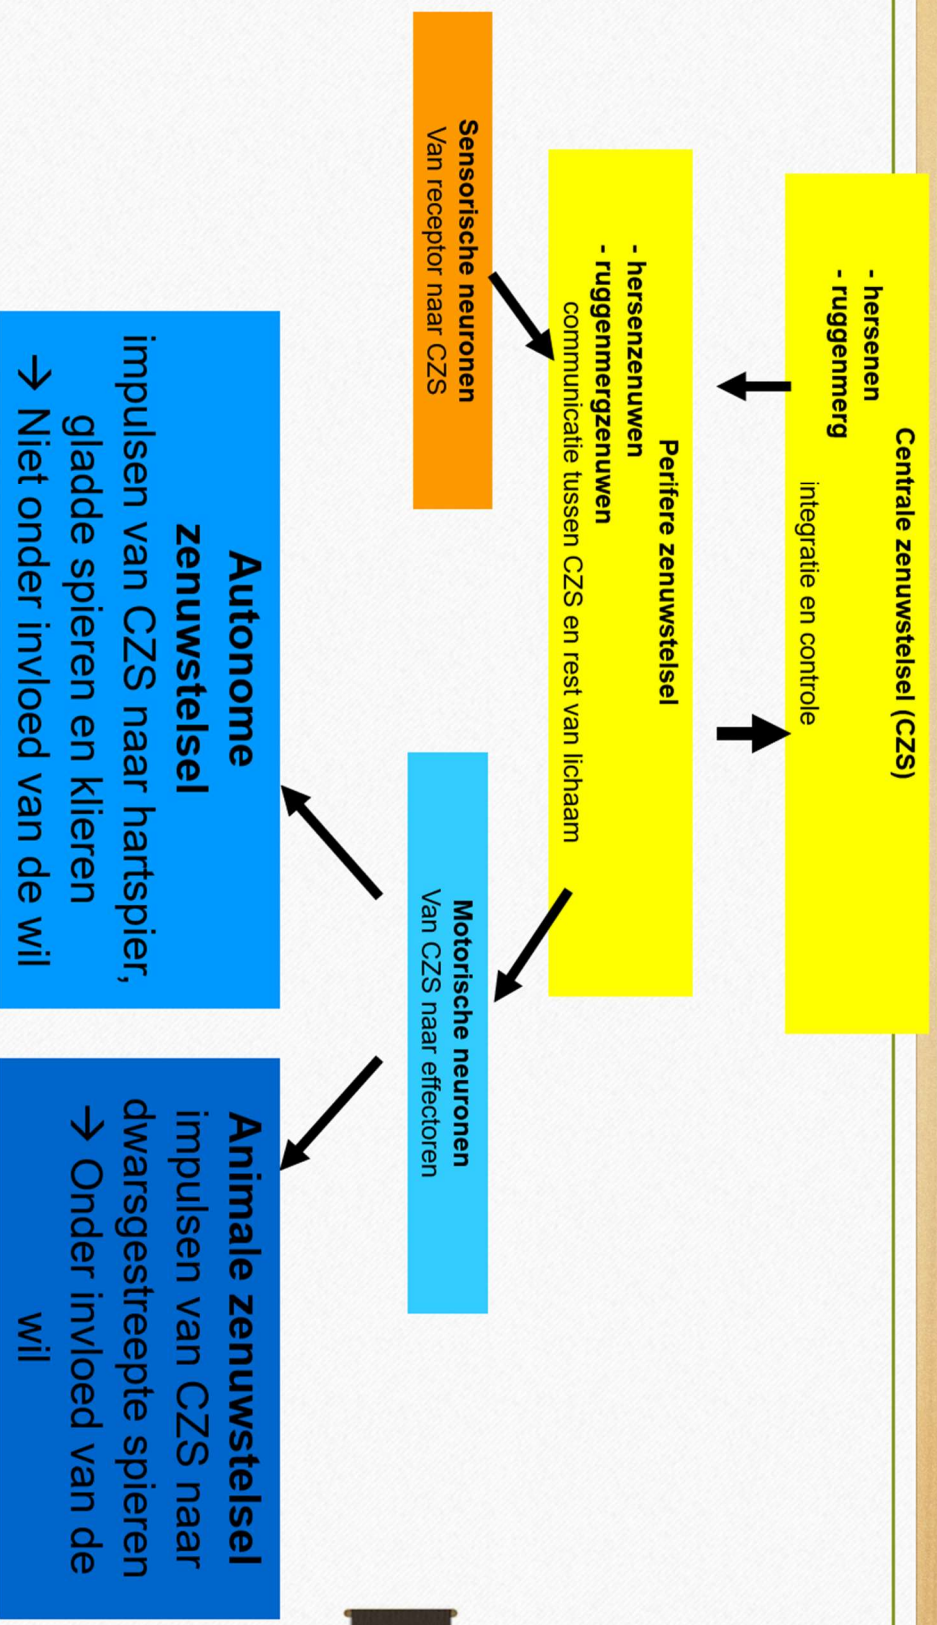 Centrale zenuwstelsel (CZS)
- hersenen
- ruggenmerg
integratie en controle
Perifere zenuwstelsel
- hersenzenuwen
- ruggenmergzenuwen
communicatie tussen CZS en rest van lichaam
Sensorische neuronen
Van receptor naar CZS
Motorische neuronen
Van CZS naar effectoren
Autonome
zenuwstelsel
impulsen van CZS naar hartspier,
gladde spieren en klieren
→ Niet onder invloed van de wil
Animale zenuwstelsel
impulsen van CZS naar
dwarsgestreepte spieren
→ Onder invloed van de
wil